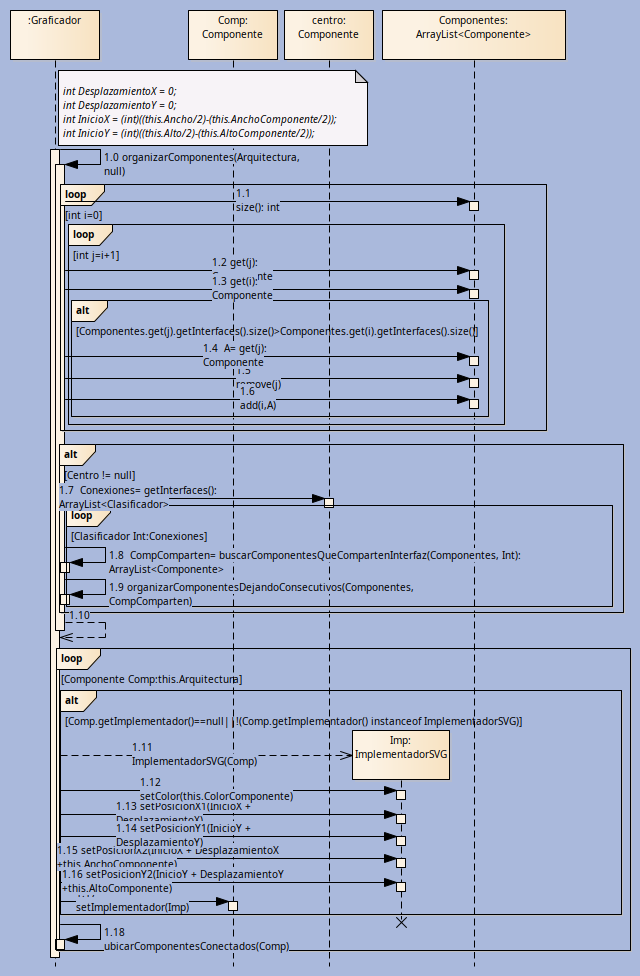 :Graficador
Comp:
Componente
centro:
Componente
Componentes:
ArrayList<Componente>
int DesplazamientoX = 0;
int DesplazamientoY = 0;
int InicioX = (int)((this.Ancho/2)-(this.AnchoComponente/2));
int InicioY = (int)((this.Alto/2)-(this.AltoComponente/2));
1.0 organizarComponentes(Arquitectura,
null)
loop
1.1
size(): int
[int i=0]
loop
[int j=i+1]
1.2 get(j):
1.3 get(i):
Componente
alt
[Componentes.get(j).getInterfaces().size()>Componentes.get(i).getInterfaces().size()]
1.4  A= get(j):
Componente
1.5
remove(j)
1.6
add(i,A)
alt
[Centro != null]
1.7  Conexiones= getInterfaces():
ArrayList<Clasificador>
loop
[Clasificador Int:Conexiones]
1.8  CompComparten= buscarComponentesQueCompartenInterfaz(Componentes, Int):
ArrayList<Componente>
1.9 organizarComponentesDejandoConsecutivos(Componentes,
CompComparten)
1.10
loop
[Componente Comp:this.Arquitectura]
alt
[Comp.getImplementador()==null||!(Comp.getImplementador() instanceof ImplementadorSVG)]
Imp:
ImplementadorSVG
1.11
ImplementadorSVG(Comp)
1.12
setColor(this.ColorComponente)
1.13 setPosicionX1(InicioX +
DesplazamientoX)
1.14 setPosicionY1(InicioY +
DesplazamientoY)
1.15 setPosicionX2(InicioX + DesplazamientoX
+this.AnchoComponente)
1.16 setPosicionY2(InicioY + DesplazamientoY
+this.AltoComponente)
setImplementador(Imp)
1.18
ubicarComponentesConectados(Comp)